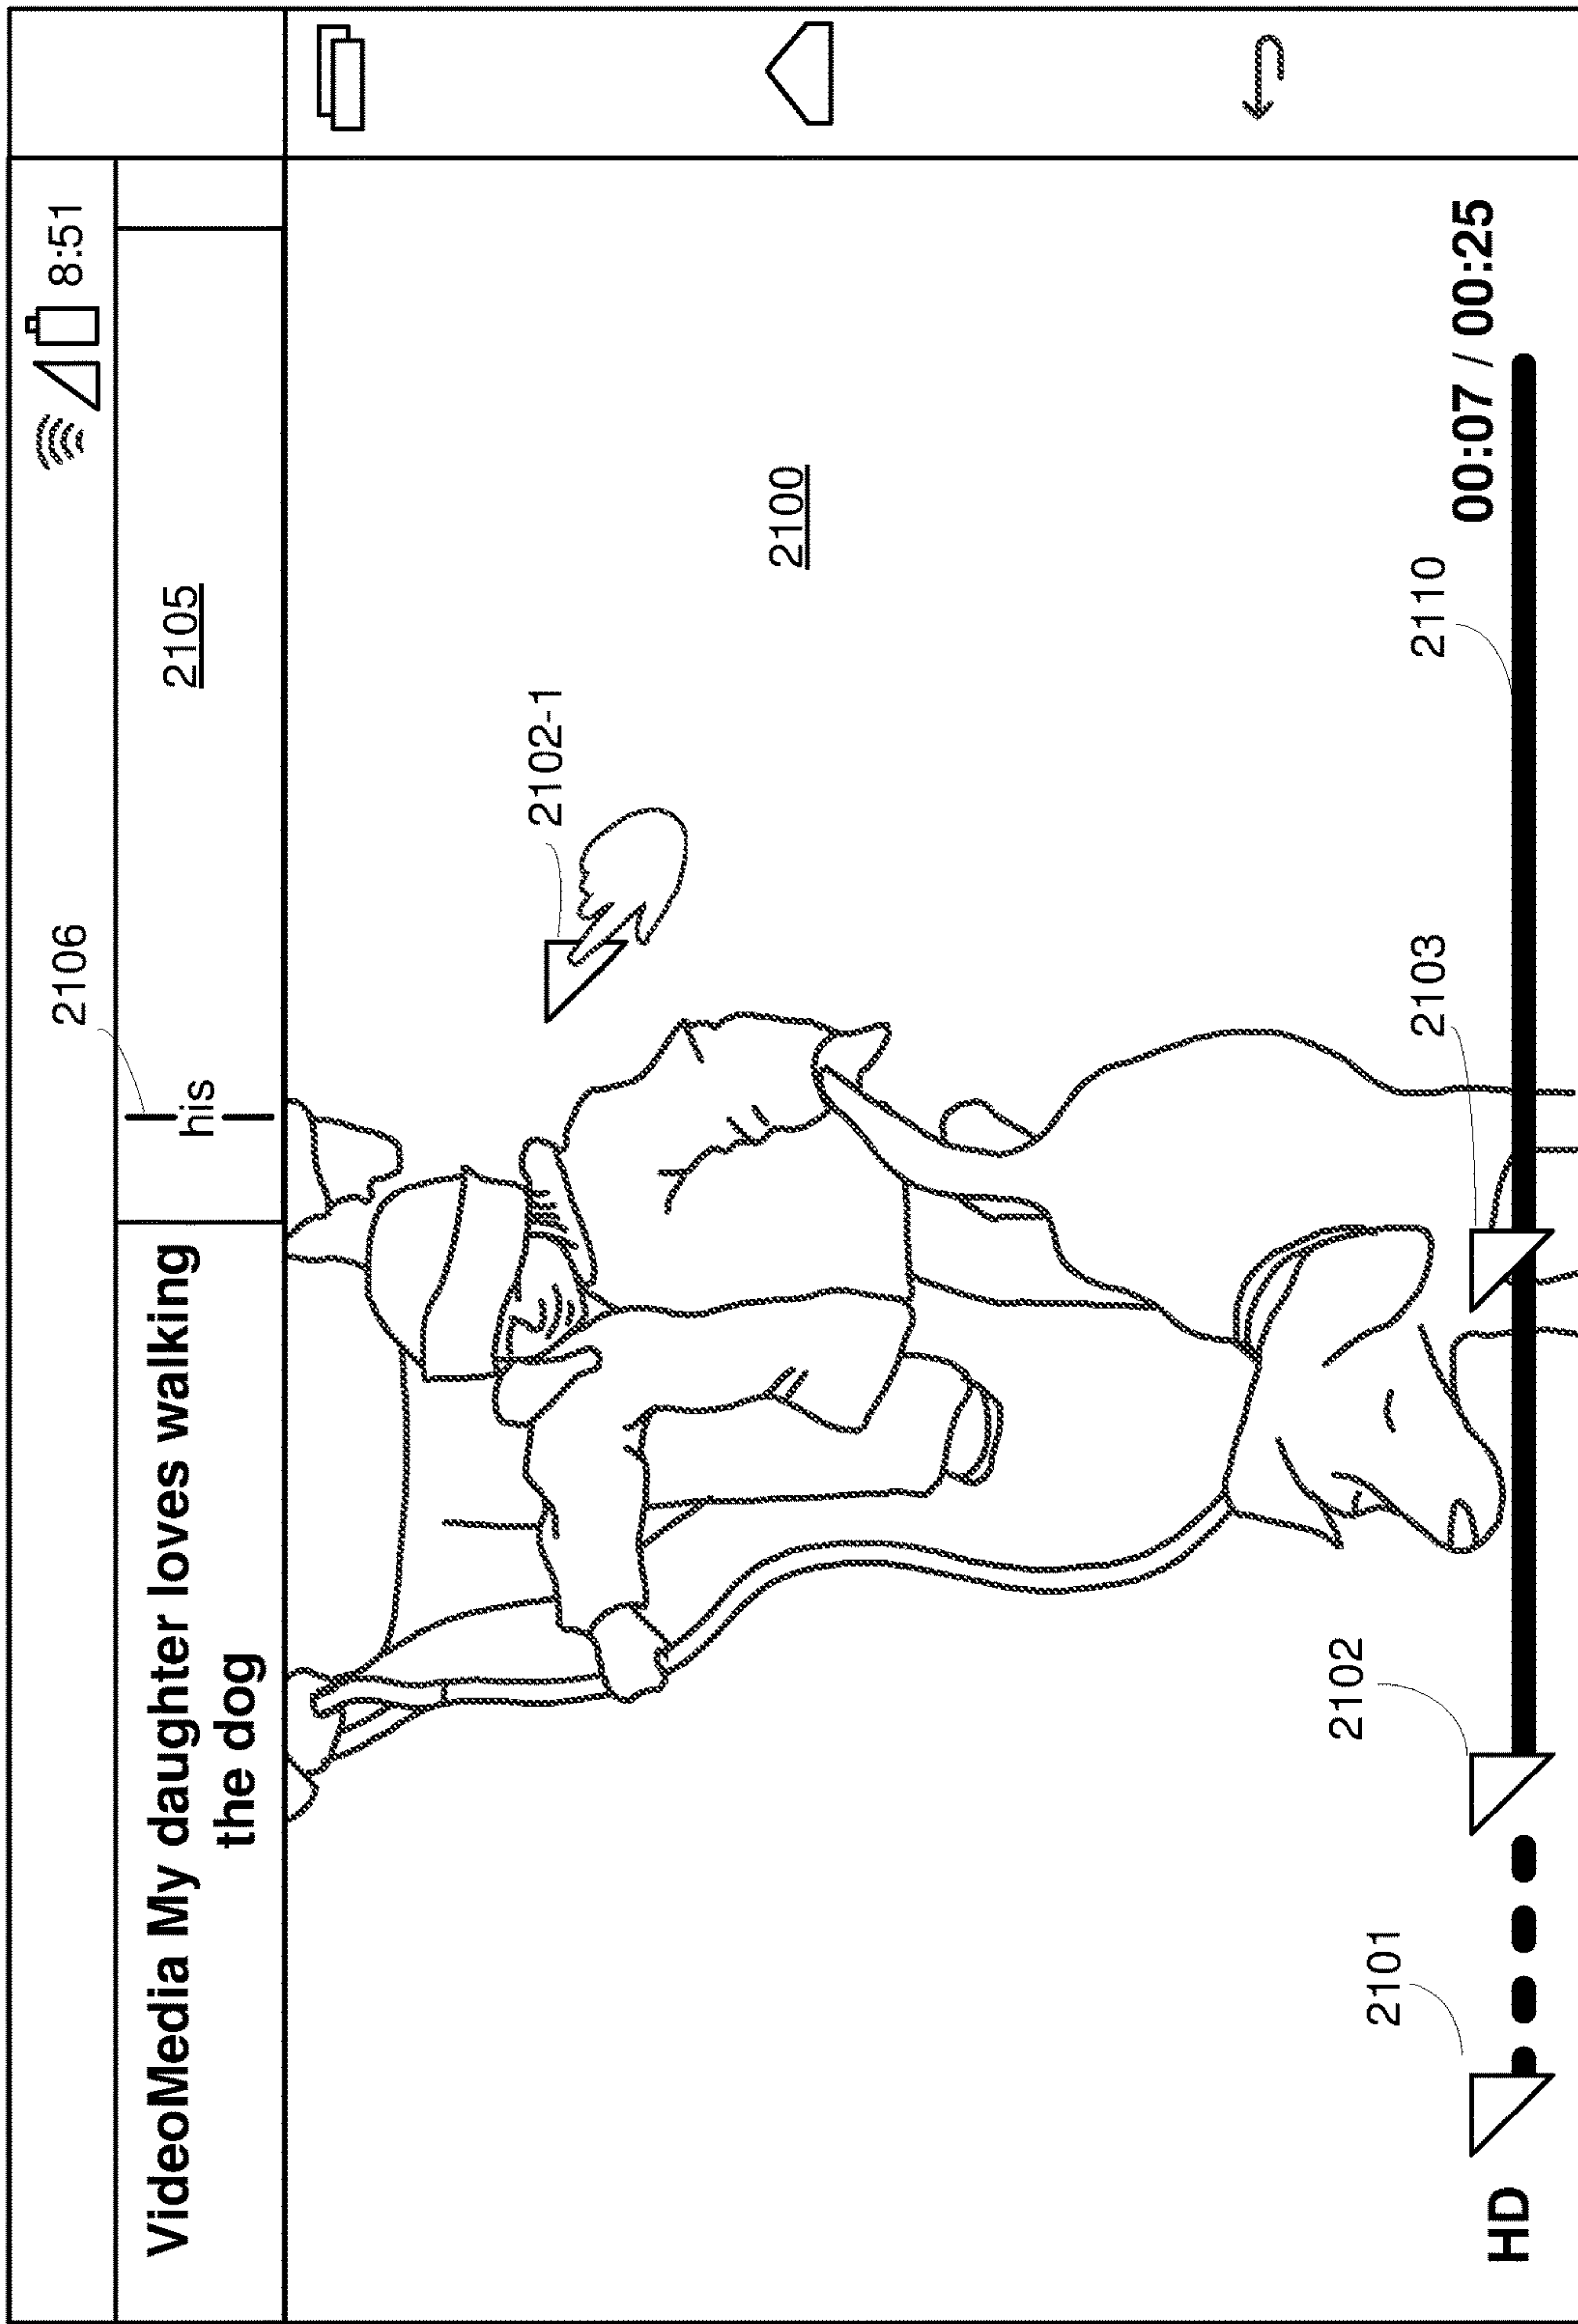 8:51
2106
VideoMedia My daughter loves walking
the dog
his
2105
2102-1
2100
2101
2102
2103
2110
00:07 / 00:25
HD